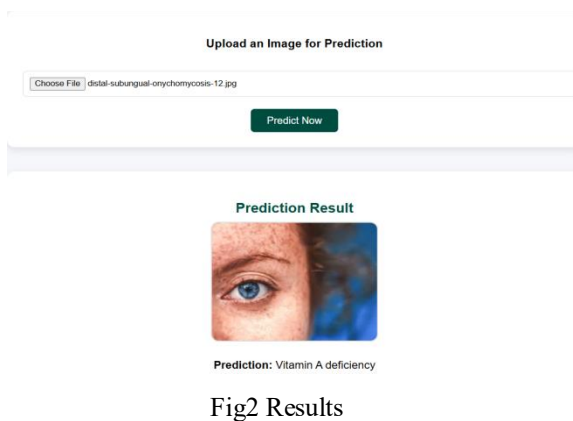 Upload an Image for Prediction
Choose File distal-subungual-onychomycosis-12.jpg
Predict Now
Prediction Result
Prediction: Vitamin A deficiency
Fig2 Results